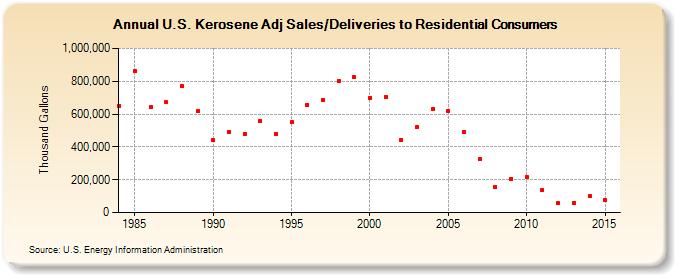 Annual U.S. Kerosene Adj Sales/Deliveries to Residential Consumers
Thousand Gallons
1,000,000
800,000
600,000
400,000
200,000
0
1985 1990 1995 2000 2005 2010 2015
Source: U.S. Energy Information Administration